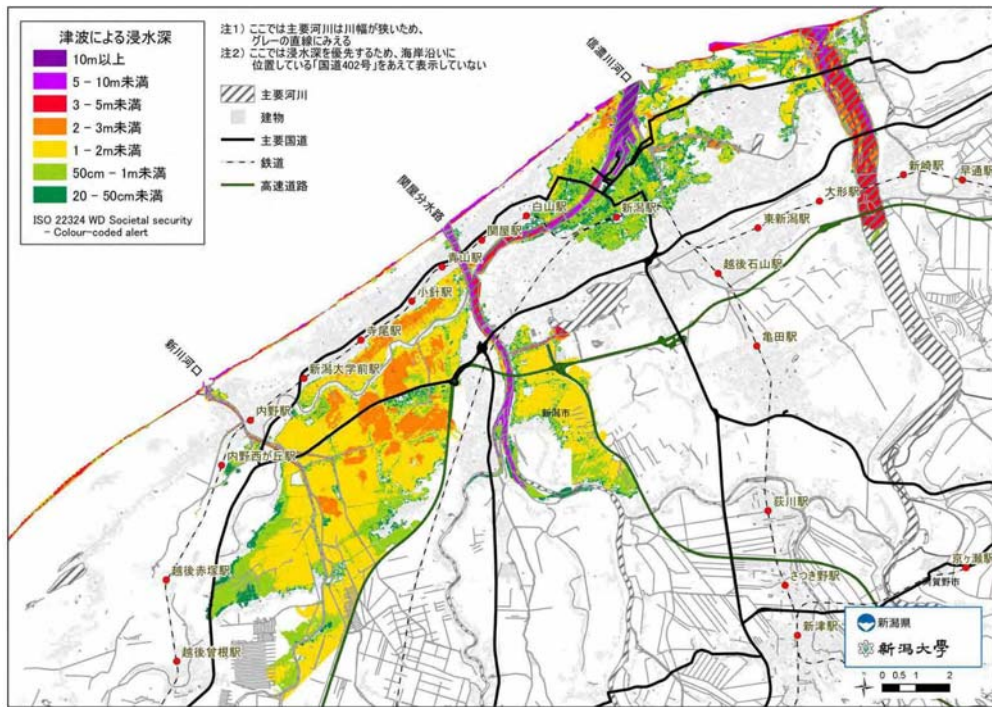 津波による浸水深
10m以上
5 - 10m未満
3 - 5m未満
2 - 3m未満
1 - 2m未満
50cm - 1m未満
20 - 50cm未満
ISO 22324 WD Societal security
- Colour-coded alert
注1) ここでは主要河川は川幅が狭いため、
グレーの直線にみえる
注2) ここでは浸水深を優先するため、海岸沿いに
位置している「国道402号」をあえて表示していない
主要河川
建物
主要国道
鉄道
高速道路
信濃川河口
関屋分水路
新川河口
新崎駅
早通駅
大形駅
東新潟駅
白山駅
新潟駅
関屋駅
青山駅
越後石山駅
小針駅
寺尾駅
亀田駅
新潟大学前駅
内野駅
新潟市
内野西が丘駅
荻川駅
京ヶ瀬駅
越後赤塚駅
さつき野駅
阿賀野市
新津駅
越後曽根駅
新潟県
新潟大學
0 0.5 1 2